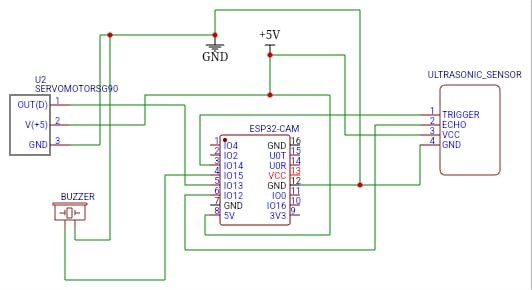 +5V
GND
U2
SERVOMOTORSG90
OUT(D) 1
V(+5) 2
GND 3
ULTRASONIC_SENSOR
1 TRIGGER
2 ECHO
3 VCC
4 GND
ESP32-CAM
1 IO4 GND 16
2 IO2 U0T 15
3 IO14 U0R 14
4 IO15 VCC 13
5 IO13 GND 12
6 IO12 IO0 11
7 GND IO16 10
8 5V 3V3 9
BUZZER